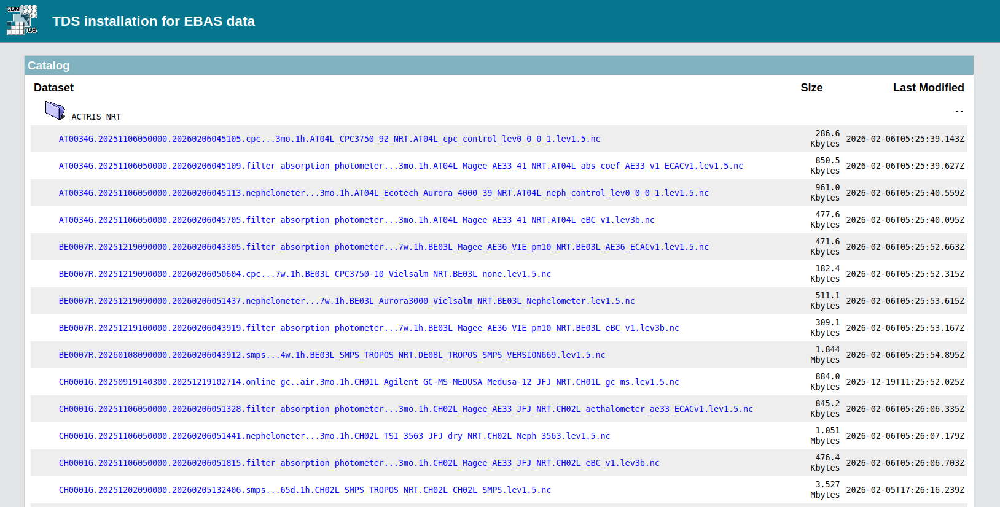 CDM
TDS
TDS installation for EBAS data
Catalog
Dataset Size Last Modified
ACTRIS_NRT --
AT0034G.20251106050000.20260206045105.cpc...3mo.1h.AT04L_CPC3750_92_NRT.AT04L_cpc_control_lev0_0_0_1.lev1.5.nc 286.6 Kbytes 2026-02-06T05:25:39.143Z
AT0034G.20251106050000.20260206045109.filter_absorption_photometer...3mo.1h.AT04L_Magee_AE33_41_NRT.AT04L_abs_coef_AE33_v1_ECACv1.lev1.5.nc 850.5 Kbytes 2026-02-06T05:25:39.627Z
AT0034G.20251106050000.20260206045113.nephelometer...3mo.1h.AT04L_Ecotech_Aurora_4000_39_NRT.AT04L_neph_control_lev0_0_0_1.lev1.5.nc 961.0 Kbytes 2026-02-06T05:25:40.559Z
AT0034G.20251106050000.20260206045705.filter_absorption_photometer...3mo.1h.AT04L_Magee_AE33_41_NRT.AT04L_eBC_v1.lev3b.nc 477.6 Kbytes 2026-02-06T05:25:40.095Z
BE0007R.20251219090000.20260206043305.filter_absorption_photometer...7w.1h.BE03L_Magee_AE36_VIE_pm10_NRT.BE03L_AE36_ECACv1.lev1.5.nc 471.6 Kbytes 2026-02-06T05:25:52.663Z
BE0007R.20251219090000.20260206050604.cpc...7w.1h.BE03L_CPC3750-10_Vielsalm_NRT.BE03L_none.lev1.5.nc 182.4 Kbytes 2026-02-06T05:25:52.315Z
BE0007R.20251219090000.20260206051437.nephelometer...7w.1h.BE03L_Aurora3000_Vielsalm_NRT.BE03L_Nephelometer.lev1.5.nc 511.1 Kbytes 2026-02-06T05:25:53.615Z
BE0007R.20251219100000.20260206043919.filter_absorption_photometer...7w.1h.BE03L_Magee_AE36_VIE_pm10_NRT.BE03L_eBC_v1.lev3b.nc 309.1 Kbytes 2026-02-06T05:25:53.167Z
BE0007R.20260108090000.20260206043912.smps...4w.1h.BE03L_SMPS_TROPOS_NRT.DE08L_TROPOS_SMPS_VERSION669.lev1.5.nc 1.844 Mbytes 2026-02-06T05:25:54.895Z
CH0001G.20250919140300.20251219102714.online_gc..air.3mo.1h.CH01L_Agilent_GC-MS-MEDUSA_Medusa-12_JFJ_NRT.CH01L_gc_ms.lev1.5.nc 884.0 Kbytes 2025-12-19T11:25:52.025Z
CH0001G.20251106050000.20260206051328.filter_absorption_photometer...3mo.1h.CH02L_Magee_AE33_JFJ_NRT.CH02L_aethalometer_ae33_ECACv1.lev1.5.nc 845.2 Kbytes 2026-02-06T05:26:06.335Z
CH0001G.20251106050000.20260206051441.nephelometer...3mo.1h.CH02L_TSI_3563_JFJ_dry_NRT.CH02L_Neph_3563.lev1.5.nc 1.051 Mbytes 2026-02-06T05:26:07.179Z
CH0001G.20251106050000.20260206051815.filter_absorption_photometer...3mo.1h.CH02L_Magee_AE33_JFJ_NRT.CH02L_eBC_v1.lev3b.nc 476.4 Kbytes 2026-02-06T05:26:06.703Z
CH0001G.20251202090000.20260205132406.smps...65d.1h.CH02L_SMPS_TROPOS_NRT.CH02L_CH02L_SMPS.lev1.5.nc 3.527 Mbytes 2026-02-05T17:26:16.239Z